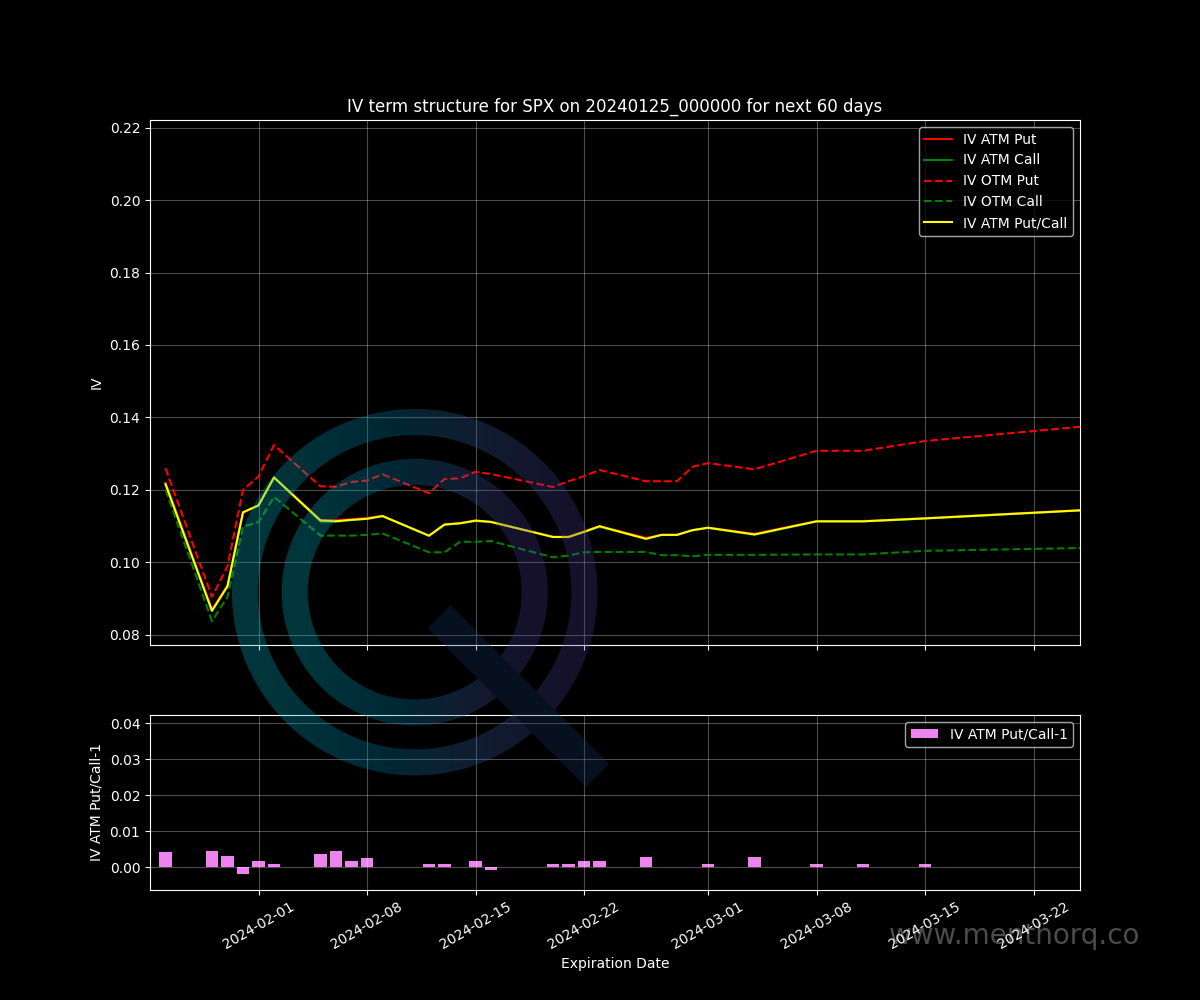 IV term structure for SPX on 20240125_000000 for next 60 days
IV
0.22
0.20
0.18
0.16
0.14
0.12
0.10
0.08
IV ATM Put
IV ATM Call
IV OTM Put
IV OTM Call
IV ATM Put/Call
IV ATM Put/Call-1
0.04
0.03
0.02
0.01
0.00
IV ATM Put/Call-1
2024-02-01
2024-02-08
2024-02-15
2024-02-22
2024-03-01
2024-03-08
2024-03-15
2024-03-22
www.menthorq.co
Expiration Date